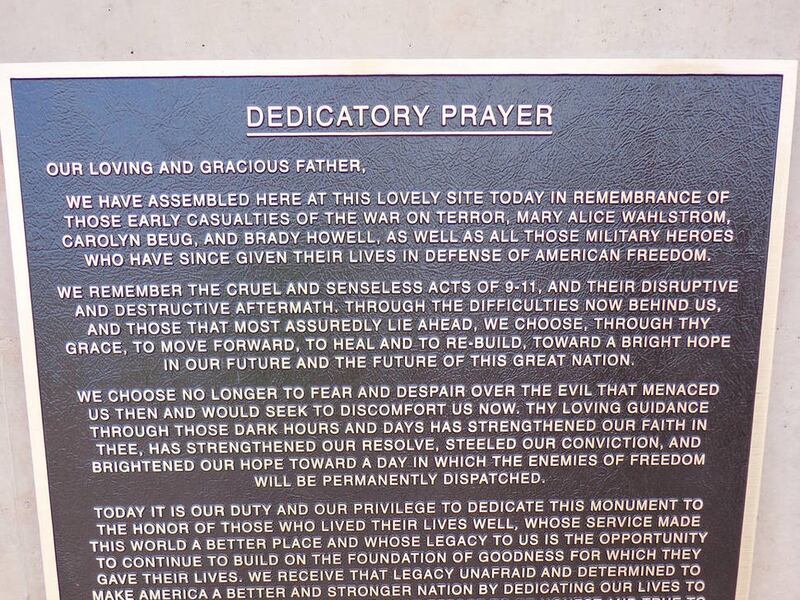 DEDICATORY PRAYER
OUR LOVING AND GRACIOUS FATHER,
WE HAVE ASSEMBLED HERE AT THIS LOVELY SITE TODAY IN REMEMBRANCE OF
THOSE EARLY CASUALTIES OF THE WAR ON TERROR, MARY ALICE WAHLSTROM,
CAROLYN BEUG, AND BRADY HOWELL, AS WELL AS ALL THOSE MILITARY HEROES
WHO HAVE SINCE GIVEN THEIR LIVES IN DEFENSE OF AMERICAN FREEDOM.
WE REMEMBER THE CRUEL AND SENSELESS ACTS OF 9-11, AND THEIR DISRUPTIVE
AND DESTRUCTIVE AFTERMATH. THROUGH THE DIFFICULTIES NOW BEHIND US,
AND THOSE THAT MOST ASSUREDLY LIE AHEAD, WE CHOOSE, THROUGH THY
GRACE, TO MOVE FORWARD, TO HEAL AND TO RE-BUILD, TOWARD A BRIGHT HOPE
IN OUR FUTURE AND THE FUTURE OF THIS GREAT NATION.
WE CHOOSE NO LONGER TO FEAR AND DESPAIR OVER THE EVIL THAT MENACED
US THEN AND WOULD SEEK TO DISCOMFORT US NOW. THY LOVING GUIDANCE
THROUGH THOSE DARK HOURS AND DAYS HAS STRENGTHENED OUR FAITH IN
THEE, HAS STRENGTHENED OUR RESOLVE, STEELED OUR CONVICTION, AND
BRIGHTENED OUR HOPE TOWARD A DAY IN WHICH THE ENEMIES OF FREEDOM
WILL BE PERMANENTLY DISPATCHED.
TODAY IT IS OUR DUTY AND OUR PRIVILEGE TO DEDICATE THIS MONUMENT TO
THE HONOR OF THOSE WHO LIVED THEIR LIVES WELL, WHOSE SERVICE MADE
THIS WORLD A BETTER PLACE AND WHOSE LEGACY TO US IS THE OPPORTUNITY
TO CONTINUE TO BUILD ON THE FOUNDATION OF GOODNESS FOR WHICH THEY
GAVE THEIR LIVES. WE RECEIVE THAT LEGACY UNAFRAID AND DETERMINED TO
MAKE AMERICA A BETTER AND STRONGER NATION BY DEDICATING OUR LIVES TO